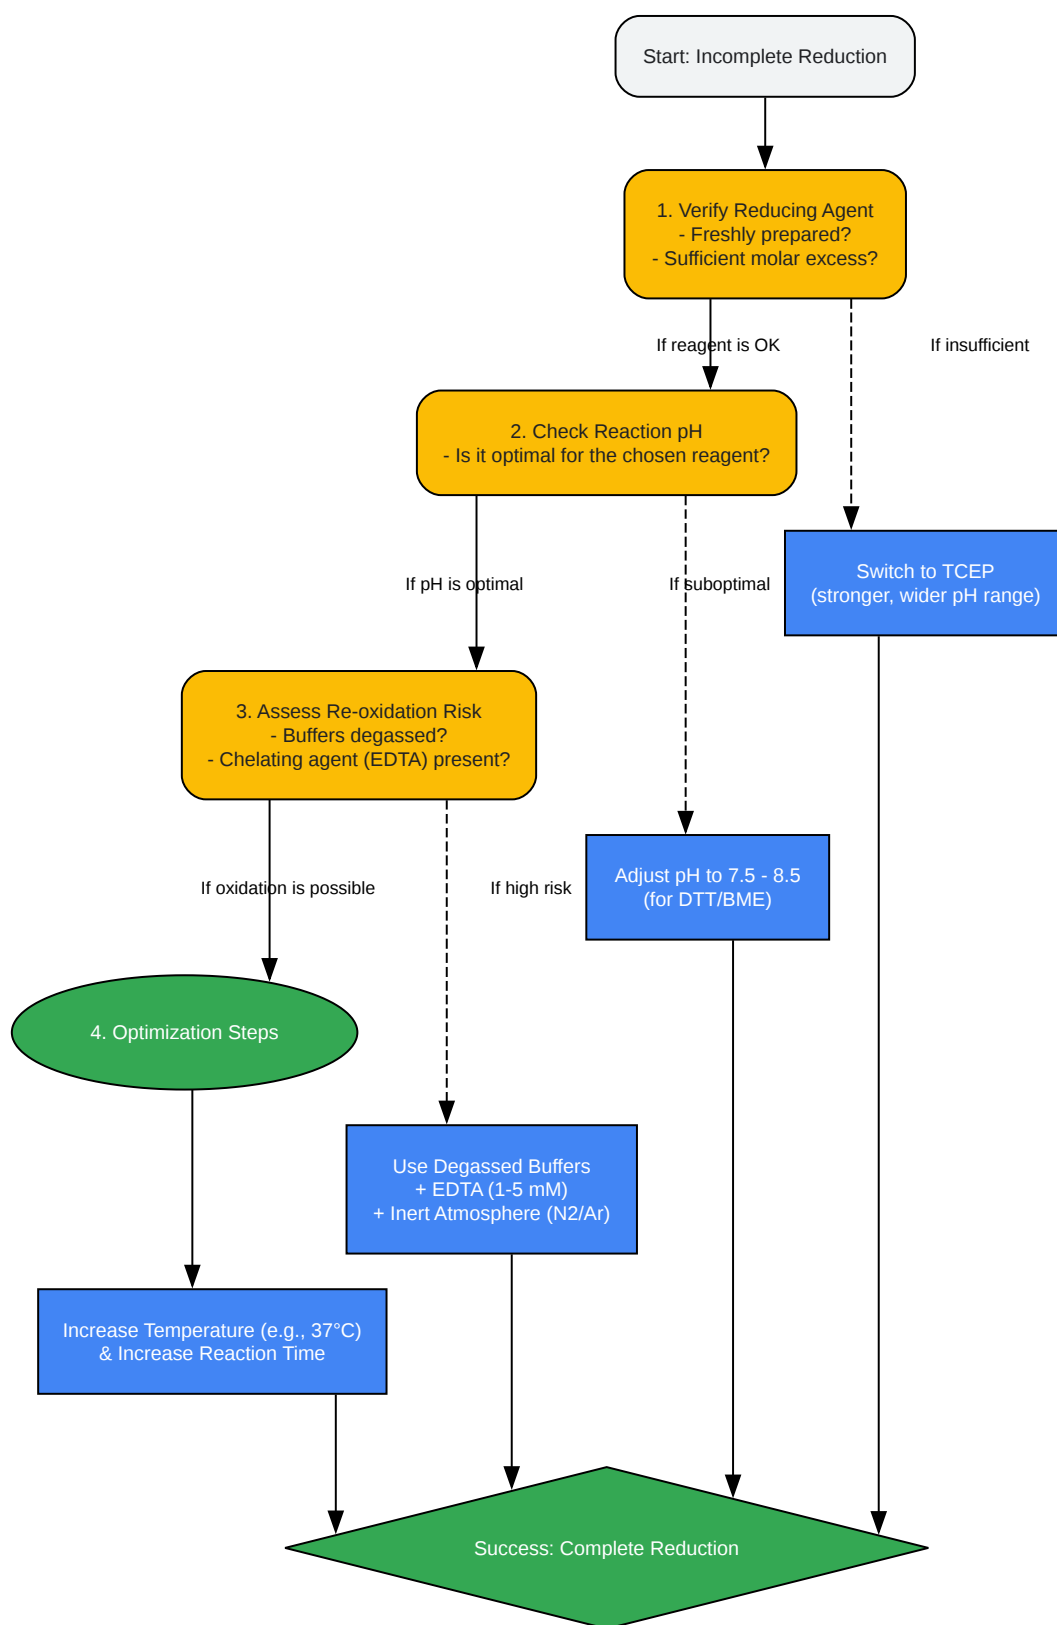 Start: Incomplete Reduction
1. Verify Reducing Agent
- Freshly prepared?
- Sufficient molar excess?
If reagent is OK
If insufficient
2. Check Reaction pH
- Is it optimal for the chosen reagent?
Switch to TCEP
(stronger, wider pH range)
If pH is optimal
If suboptimal
3. Assess Re-oxidation Risk
- Buffers degassed?
- Chelating agent (EDTA) present?
Adjust pH to 7.5 - 8.5
(for DTT/BME)
If oxidation is possible
If high risk
4. Optimization Steps
Use Degassed Buffers
+ EDTA (1-5 mM)
+ Inert Atmosphere (N2/Ar)
Increase Temperature (e.g., 37°C)
& Increase Reaction Time
Success: Complete Reduction